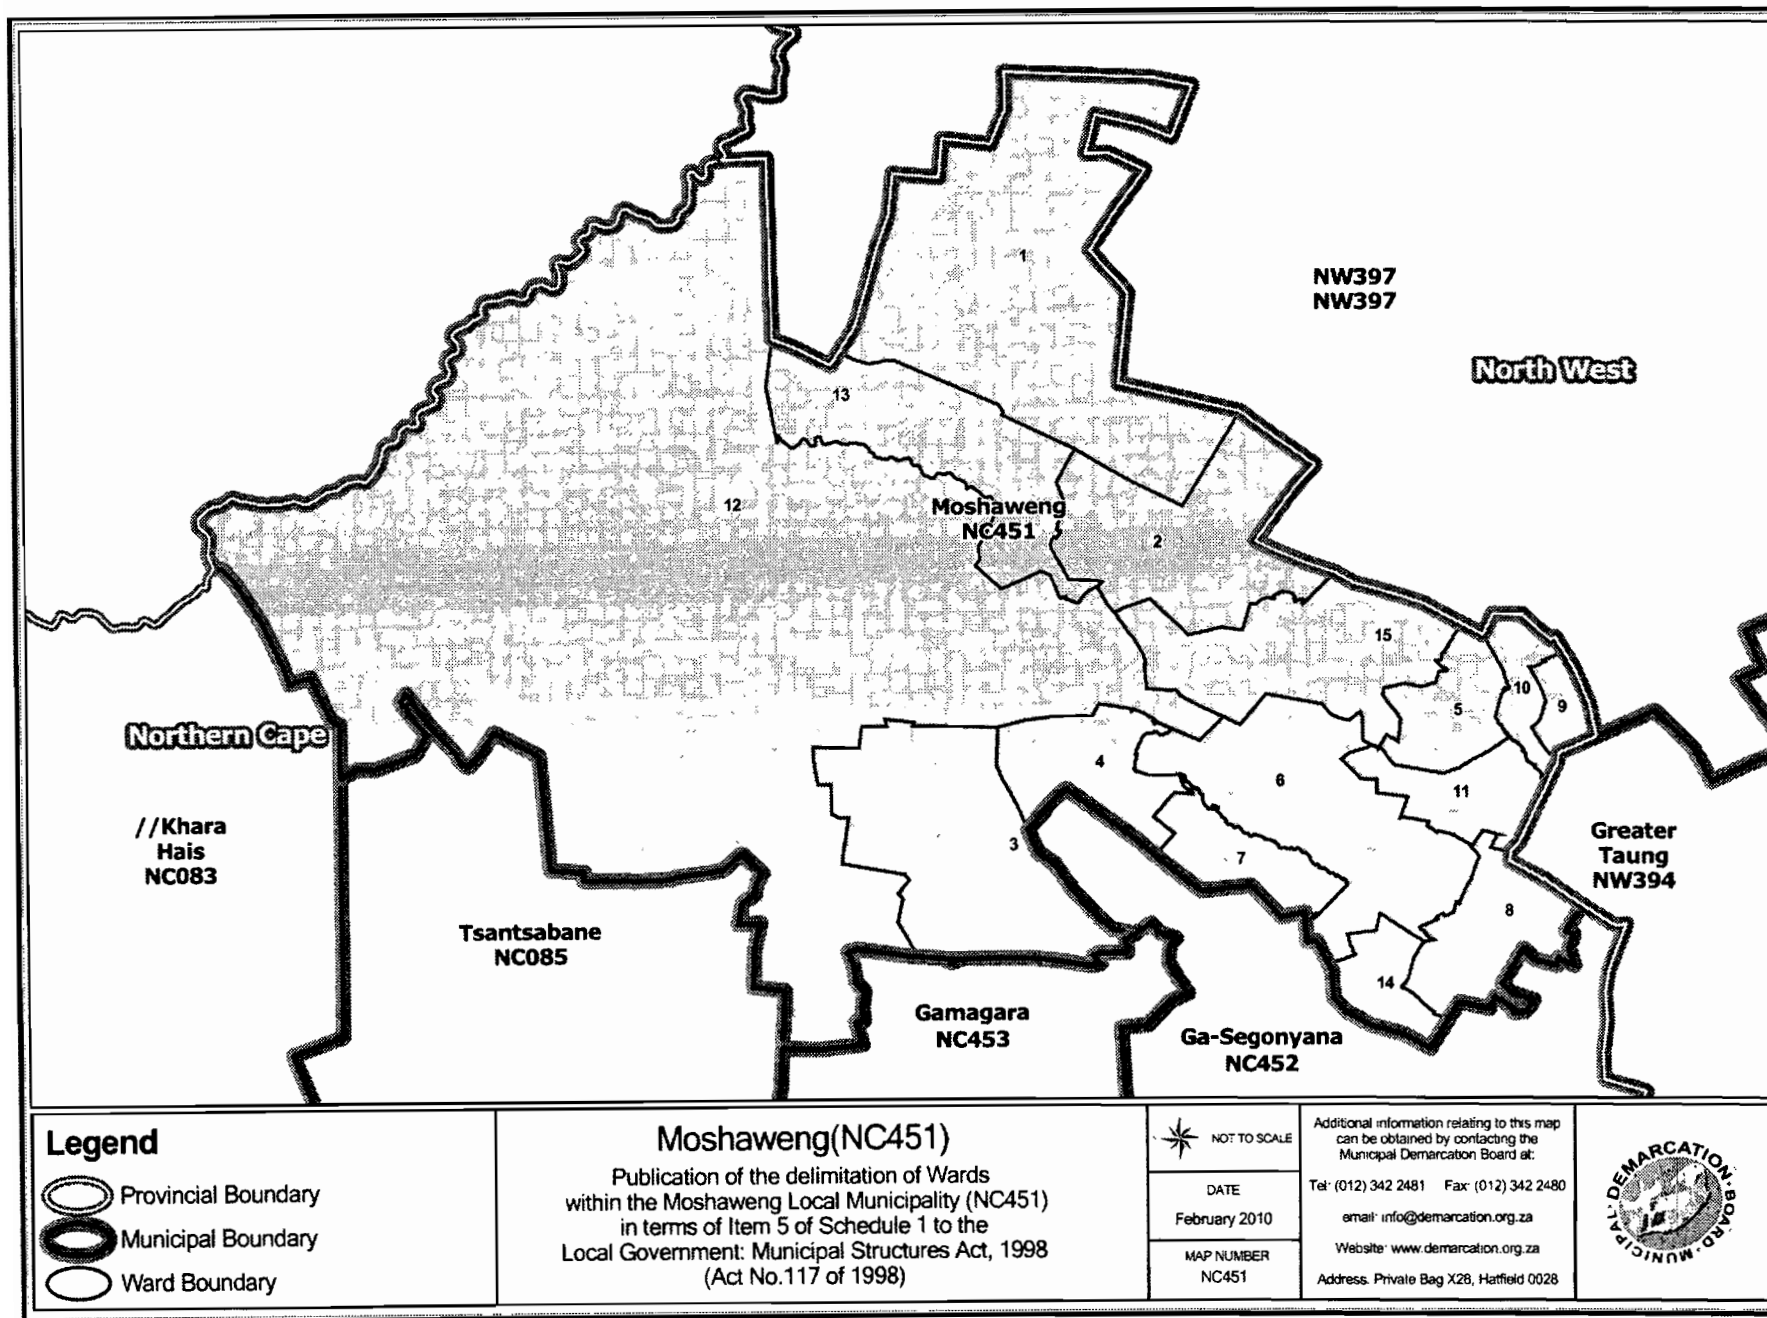 1
NW397
NW397
North West
13
12
Moshaweng
NC451
2
15
10
5
9
Northern Cape
4
6
11
//Khara
Hais
NC083
3
7
Greater
Taung
NW394
8
Tsantsabane
NC085
14
Gamagara
NC453
Ga-Segonyana
NC452
Legend
Provincial Boundary
Municipal Boundary
Ward Boundary
Moshaweng(NC451)
Publication of the delimitation of Wards
within the Moshaweng Local Municipality (NC451)
in terms of Item 5 of Schedule 1 to the
Local Government: Municipal Structures Act, 1998
(Act No.117 of 1998)
NOT TO SCALE
DATE
February 2010
MAP NUMBER
NC451
Additional information relating to this map
can be obtained by contacting the
Municipal Demarcation Board at:
Tel: (012) 342 2481 Fax: (012) 342 2480
email: info@demarcation.org.za
Website: www.demarcation.org.za
Address. Private Bag X28, Hatfield 0028
MUNICIPAL DEMARCATION BOARD